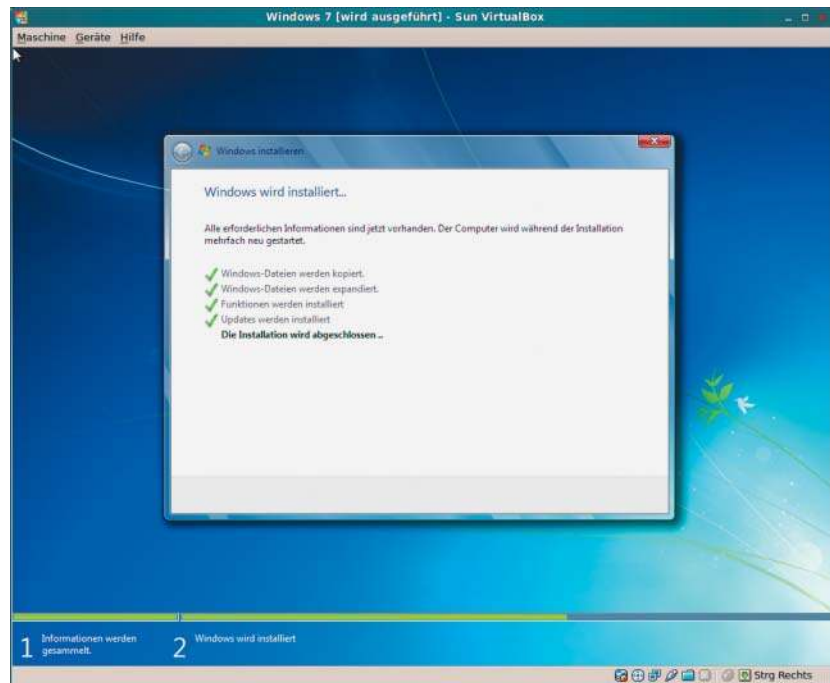 Windows 7 [wird ausgeführt] - Sun VirtualBox
Maschine Geräte Hilfe
Windows installieren
Windows wird installiert...
Alle erforderlichen Informationen sind jetzt vorhanden. Der Computer wird während der Installation
mehrfach neu gestartet.
Windows-Dateien werden kopiert.
Windows-Dateien werden expandiert.
Funktionen werden installiert
Updates werden installiert
Die Installation wird abgeschlossen ..
1 Informationen werden
gesammelt.
2 Windows wird installiert
Strg Rechts